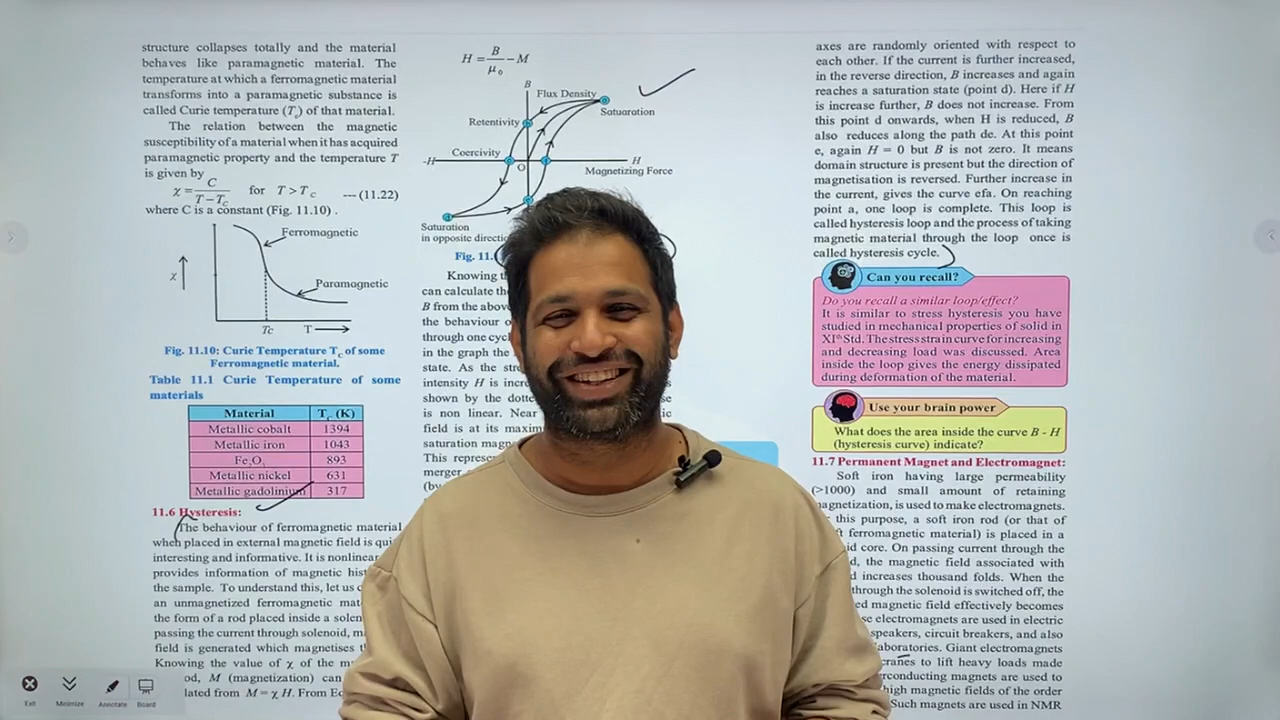 structure collapses totally and the material
behaves like paramagnetic material. The
temperature at which a ferromagnetic material
transforms into a paramagnetic substance is
called Curie temperature (Tc) of that material.
The relation between the magnetic
susceptibility of a material when it has acquired
paramagnetic property and the temperature T
is given by
χ = C / T−TC for T > TC ---(11.22)
where C is a constant (Fig. 11.10) .
Ferromagnetic
χ
Paramagnetic
Tc T
Fig. 11.10: Curie Temperature TC of some
Ferromagnetic material.
Table 11.1 Curie Temperature of some
materials
Material Tc (K)
Metallic cobalt 1394
Metallic iron 1043
Fe2O3 893
Metallic nickel 631
Metallic gadolinium 317
11.6 Hysteresis:
The behaviour of ferromagnetic material
when placed in external magnetic field is qui
interesting and informative. It is nonlinear
provides information of magnetic hist
the sample. To understand this, let us c
an unmagnetized ferromagnetic mat
the form of a rod placed inside a solen
passing the current through solenoid, m
field is generated which magnetises t
Knowing the value of χ of the m
od, M (magnetization) can
lated from M = χ H. From Eq
H = B / μ0 − M
B
Flux Density
Satuaration
Retentivity
Coercivity
-H
O
H
Magnetizing Force
Saturation
in opposite directi
Fig. 11.
Knowing t
can calculate th
B from the abov
the behaviour o
through one cycl
in the graph the
state. As the str
intensity H is incre
shown by the dotte
is non linear. Near
field is at its maxim
saturation magn
This represe
merger
(by
axes are randomly oriented with respect to
each other. If the current is further increased,
in the reverse direction, B increases and again
reaches a saturation state (point d). Here if H
is increase further, B does not increase. From
this point d onwards, when H is reduced, B
also reduces along the path de. At this point
e, again H = 0 but B is not zero. It means
domain structure is present but the direction of
magnetisation is reversed. Further increase in
the current, gives the curve efa. On reaching
point a, one loop is complete. This loop is
called hysteresis loop and the process of taking
magnetic material through the loop once is
called hysteresis cycle.
Can you recall?
Do you recall a similar loop/effect?
It is similar to stress hysteresis you have
studied in mechanical properties of solid in
XIth Std. The stress strain curve for increasing
and decreasing load was discussed. Area
inside the loop gives the energy dissipated
during deformation of the material.
Use your brain power
What does the area inside the curve B - H
(hysteresis curve) indicate?
11.7 Permanent Magnet and Electromagnet:
Soft iron having large permeability
(>1000) and small amount of retaining
magnetization, is used to make electromagnets.
this purpose, a soft iron rod (or that of
ft ferromagnetic material) is placed in a
id core. On passing current through the
d, the magnetic field associated with
d increases thousand folds. When the
through the solenoid is switched off, the
ed magnetic field effectively becomes
se electromagnets are used in electric
speakers, circuit breakers, and also
laboratories. Giant electromagnets
cranes to lift heavy loads made
rconducting magnets are used to
high magnetic fields of the order
Such magnets are used in NMR
Exit Minimize Annotate Board